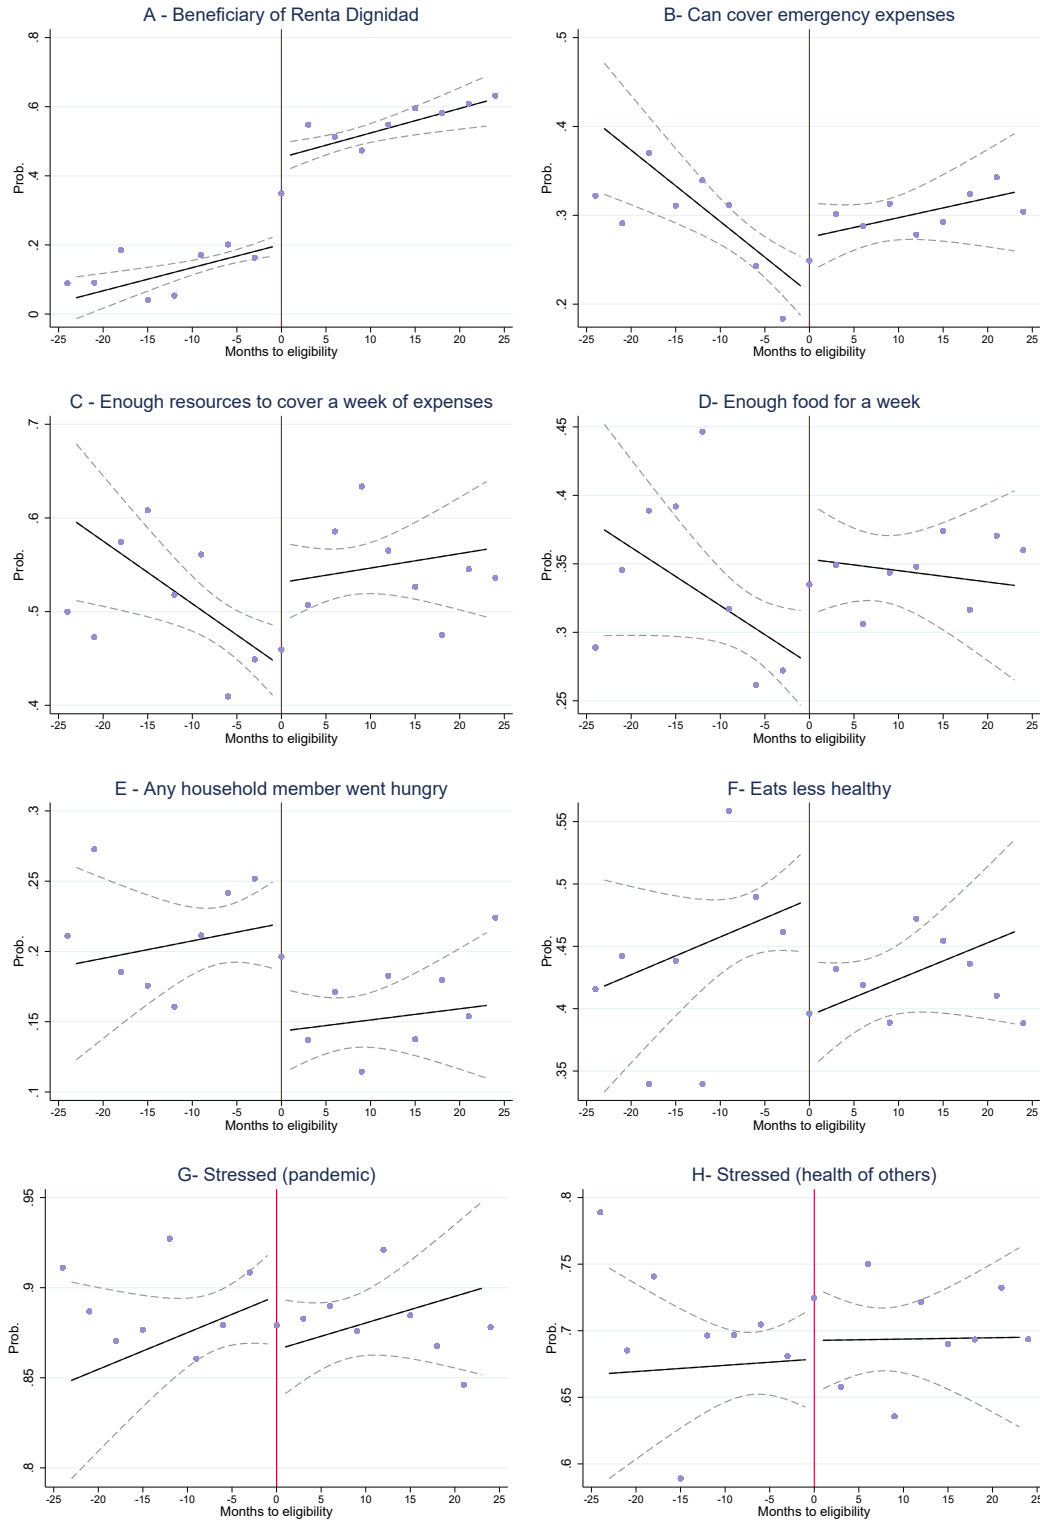 A - Beneficiary of Renta Dignidad
Prob.
.8
.6
.4
.2
0
-25 -20 -15 -10 -5 0 5 10 15 20 25
Months to eligibility
B- Can cover emergency expenses
Prob.
.5
.4
.3
.2
-25 -20 -15 -10 -5 0 5 10 15 20 25
Months to eligibility
C - Enough resources to cover a week of expenses
Prob.
.7
.6
.5
.4
-25 -20 -15 -10 -5 0 5 10 15 20 25
Months to eligibility
D- Enough food for a week
Prob.
.45
.4
.35
.3
.25
-25 -20 -15 -10 -5 0 5 10 15 20 25
Months to eligibility
E - Any household member went hungry
Prob.
.3
.25
.2
.15
.1
-25 -20 -15 -10 -5 0 5 10 15 20 25
Months to eligibility
F- Eats less healthy
Prob.
.55
.5
.45
.4
.35
-25 -20 -15 -10 -5 0 5 10 15 20 25
Months to eligibility
G- Stressed (pandemic)
Prob.
.95
.9
.85
.8
-25 -20 -15 -10 -5 0 5 10 15 20 25
Months to eligibility
H- Stressed (health of others)
Prob.
.8
.75
.7
.65
.6
-25 -20 -15 -10 -5 0 5 10 15 20 25
Months to eligibility